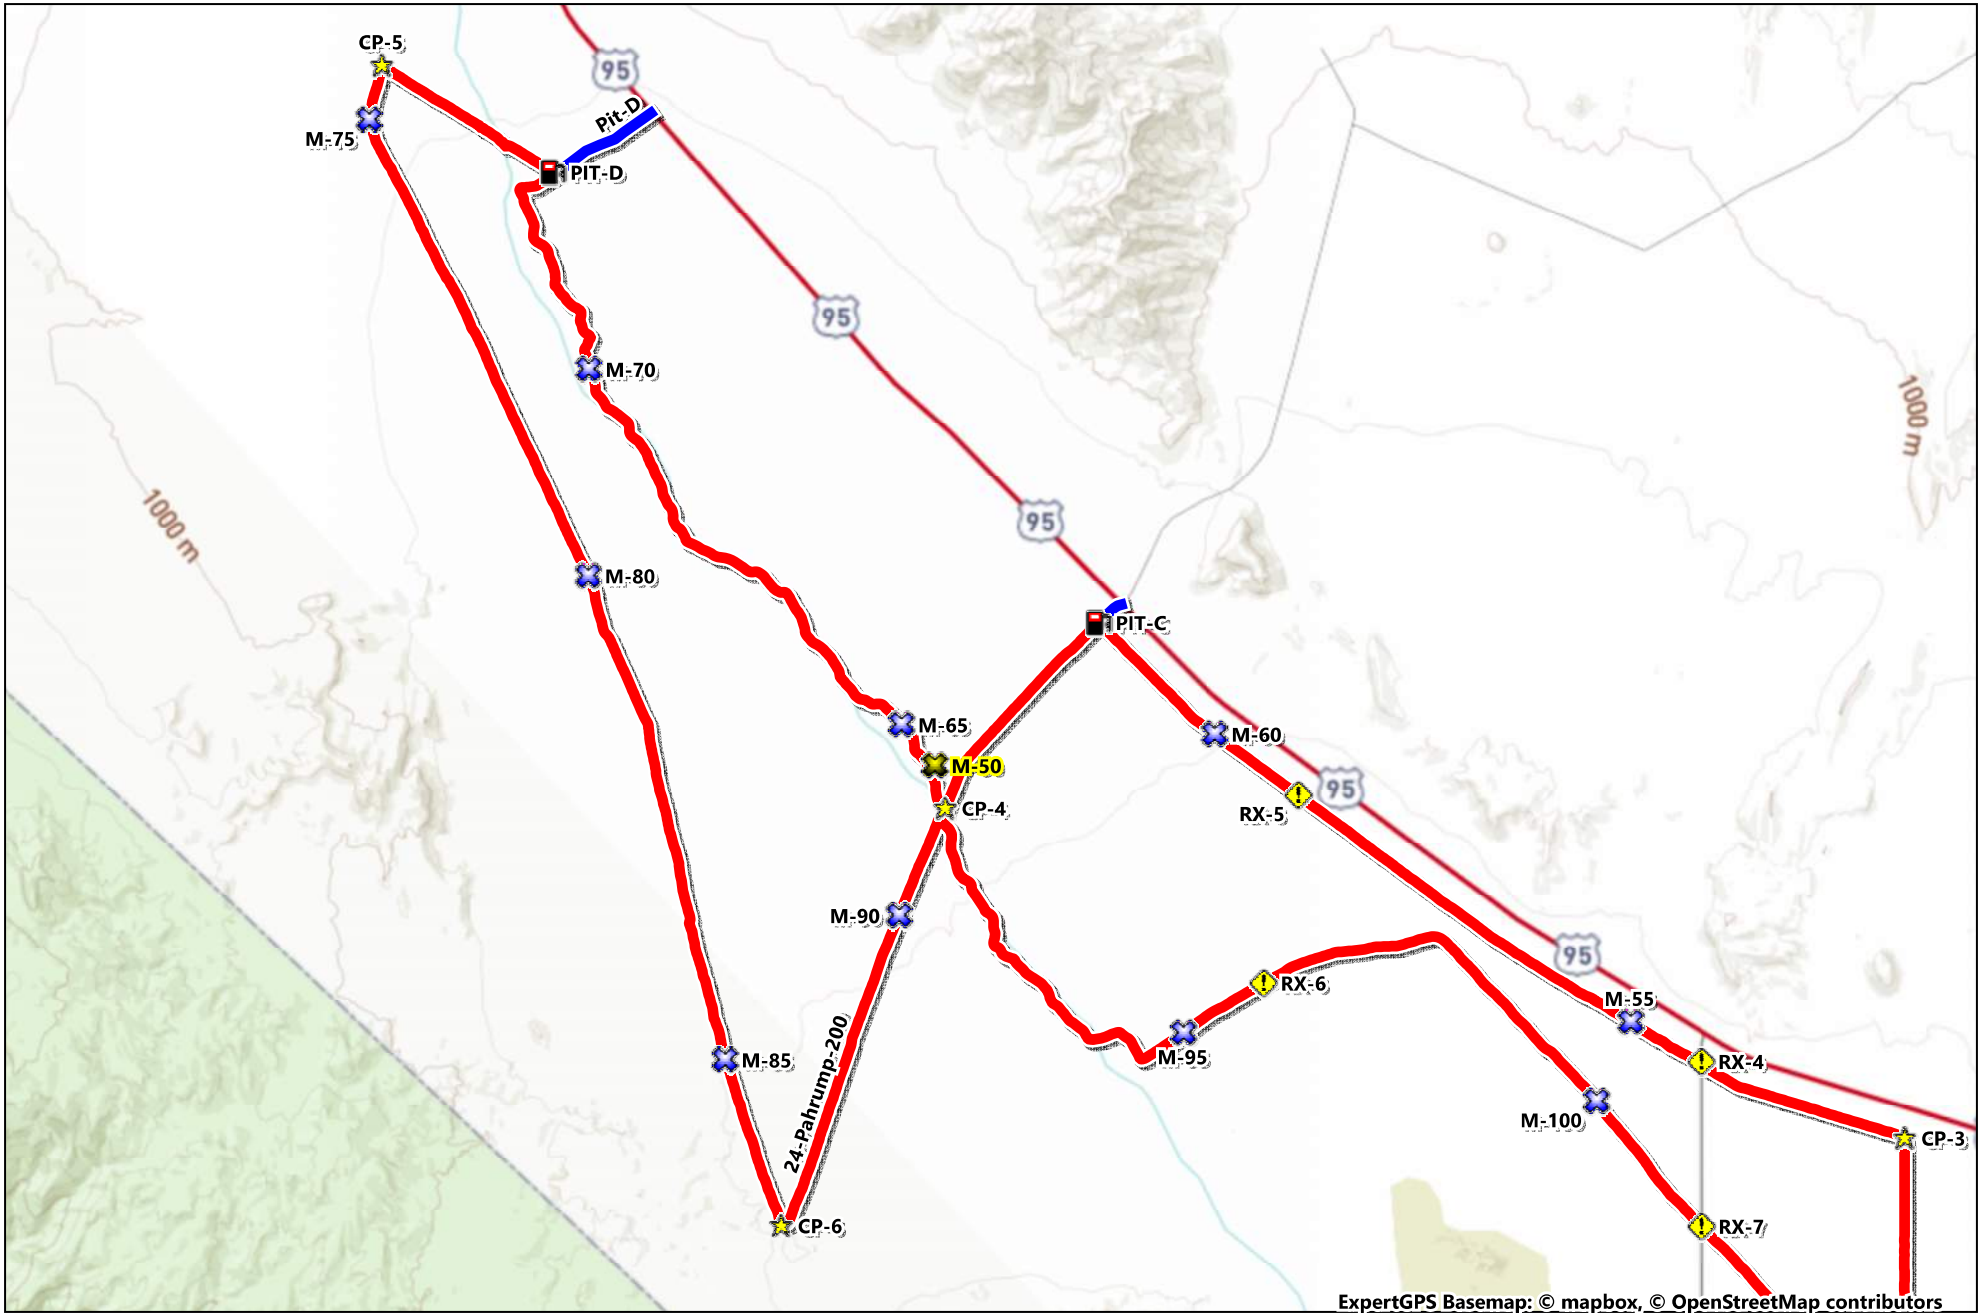 CP-5
95
Pit-D
M-75
PIT-D
95
M-70
1000 m
1000 m
95
M-80
PIT-C
M-65
M-60
M-50
95
CP-4
RX-5
M-90
95
RX-6
M-55
24-Pahrump-200
M-95
M-85
RX-4
M-100
CP-3
CP-6
RX-7
ExpertGPS Basemap: © mapbox, © OpenStreetMap contributors